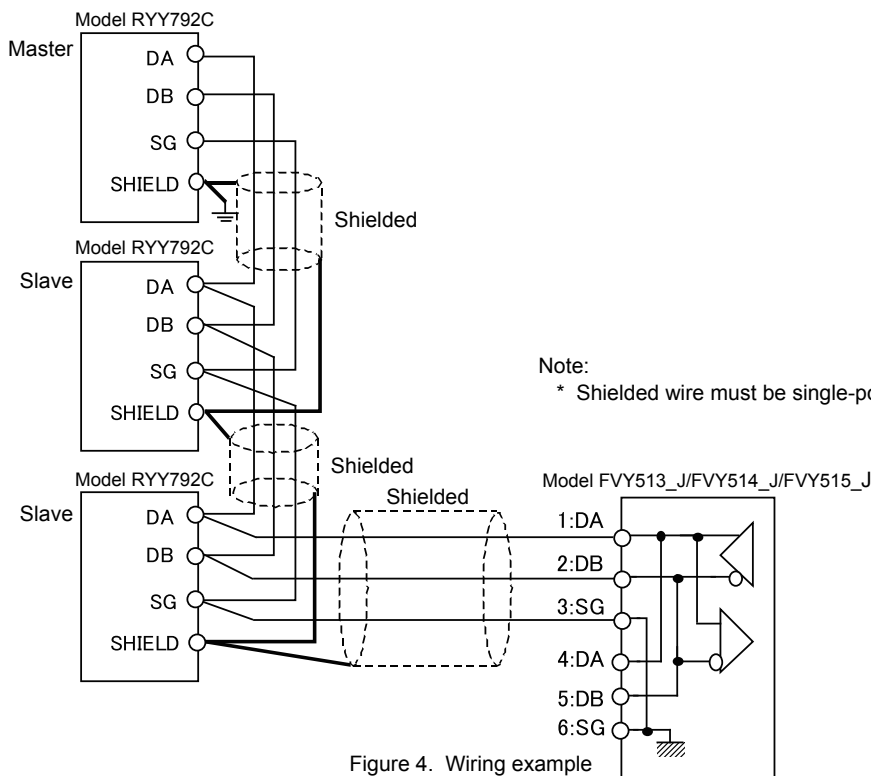 Model RYY792C
Master
DA
DB
SG
SHIELD
Shielded
Model RYY792C
Slave
DA
DB
SG
SHIELD
Note:
* Shielded wire must be single-po
Shielded
Model RYY792C
Slave
DA
DB
SG
SHIELD
Shielded
Model FVY513_J/FVY514_J/FVY515_J
1:DA
2:DB
3:SG
4:DA
5:DB
6:SG
Figure 4. Wiring example